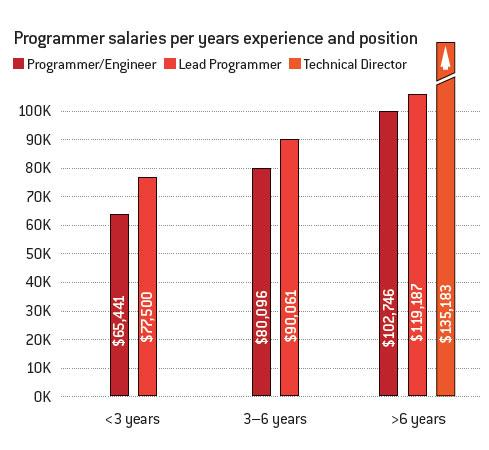 Programmer salaries per years experience and position
Programmer/Engineer Lead Programmer Technical Director
100K
90K
80K
70K
60K
50K
40K
30K
20K
10K
0K
$65,441
$77,500
$80,096
$90,061
$102,746
$119,187
$135,183
<3 years
3–6 years
>6 years